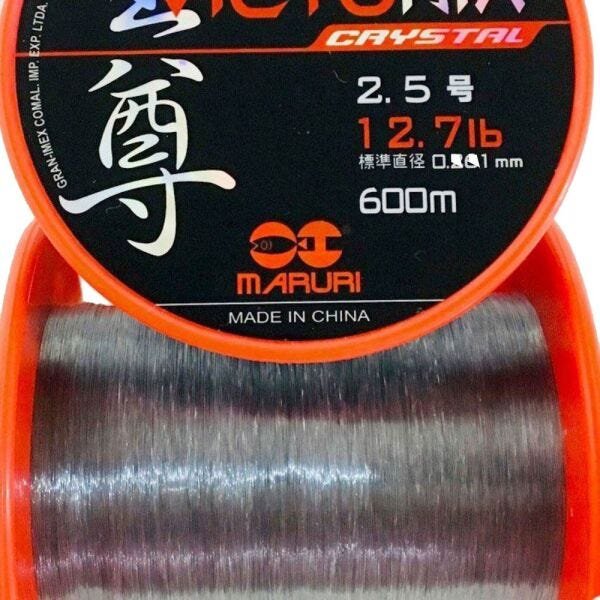 CRYSTAL
尊
GRAN-IMEX COMAL. IMP. EXP. LTDA.
2.5号
12.7lb
標準直径
1mm
600m
MARURI
MADE IN CHINA